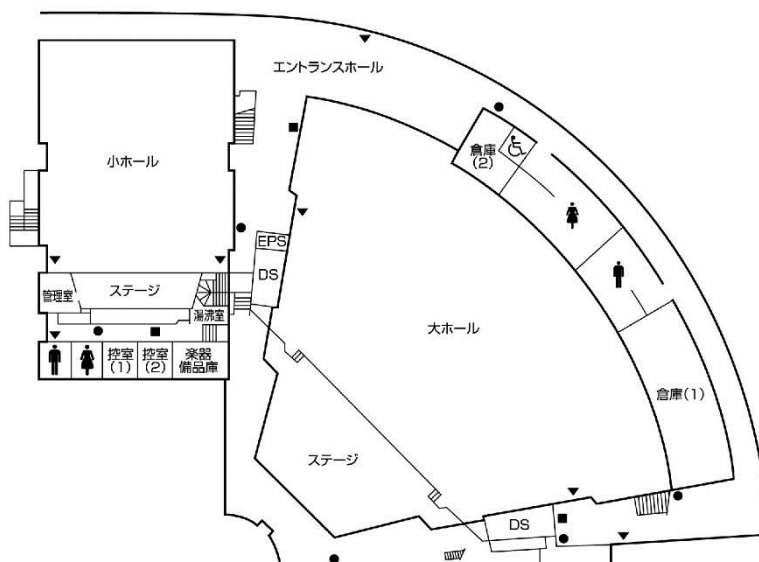 エントランスホール
小ホール
倉庫
(2)
EPS
DS
管理室
ステージ
湯沸室
大ホール
控室
(1)
控室
(2)
楽器
備品庫
倉庫(1)
ステージ
DS